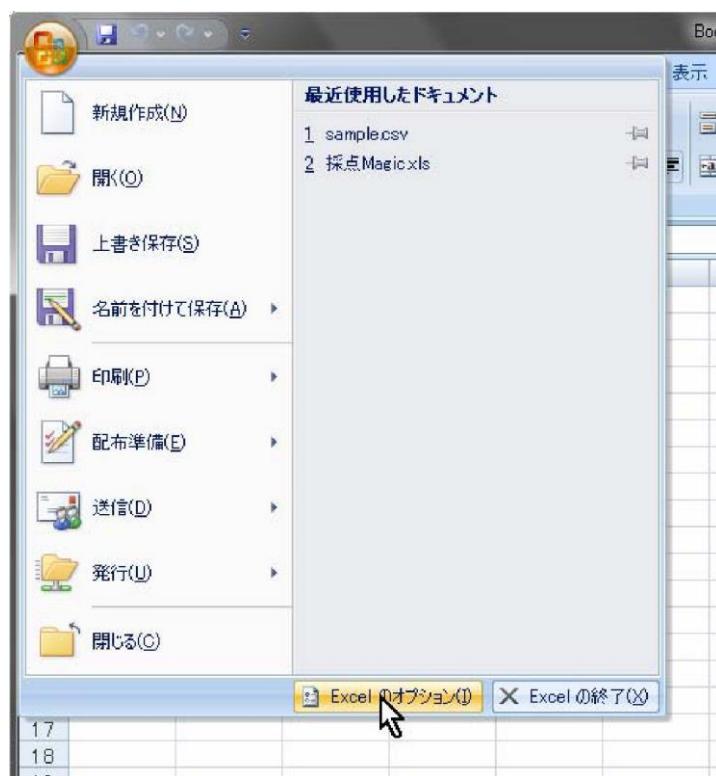 Bo
表示
最近使用したドキュメント
新規作成(N)
1 sample.csv
2 採点Magic.xls
開く(O)
上書き保存(S)
名前を付けて保存(A)
印刷(P)
配布準備(E)
送信(D)
発行(U)
閉じる(C)
Excel のオプション(I)
Excel の終了(X)
17
18